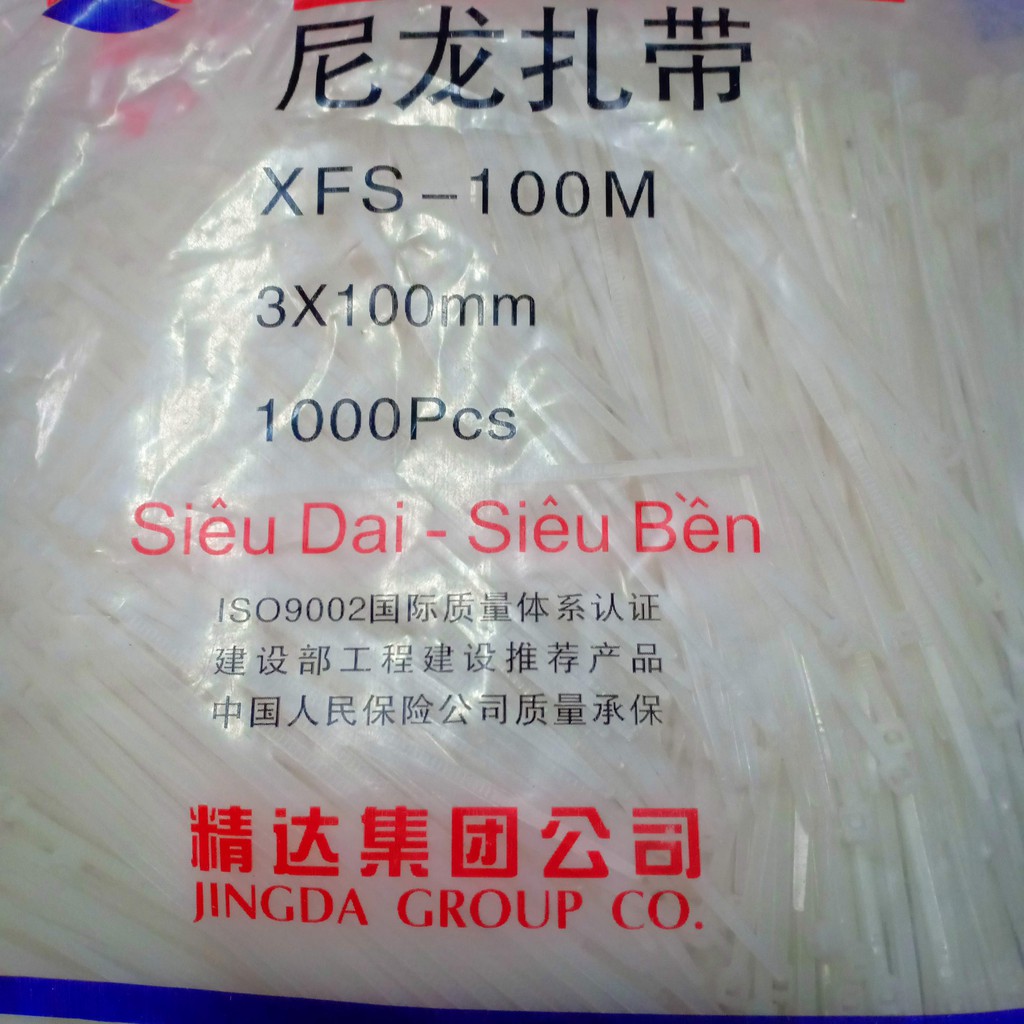 尼龙扎带
XFS-100M
3X100mm
1000Pcs
Siêu Dai - Siêu Bền
ISO9002国际质量体系认证
建设部工程建设推荐产品
中国人民保险公司质量承保
精达集团公司
JINGDA GROUP CO.